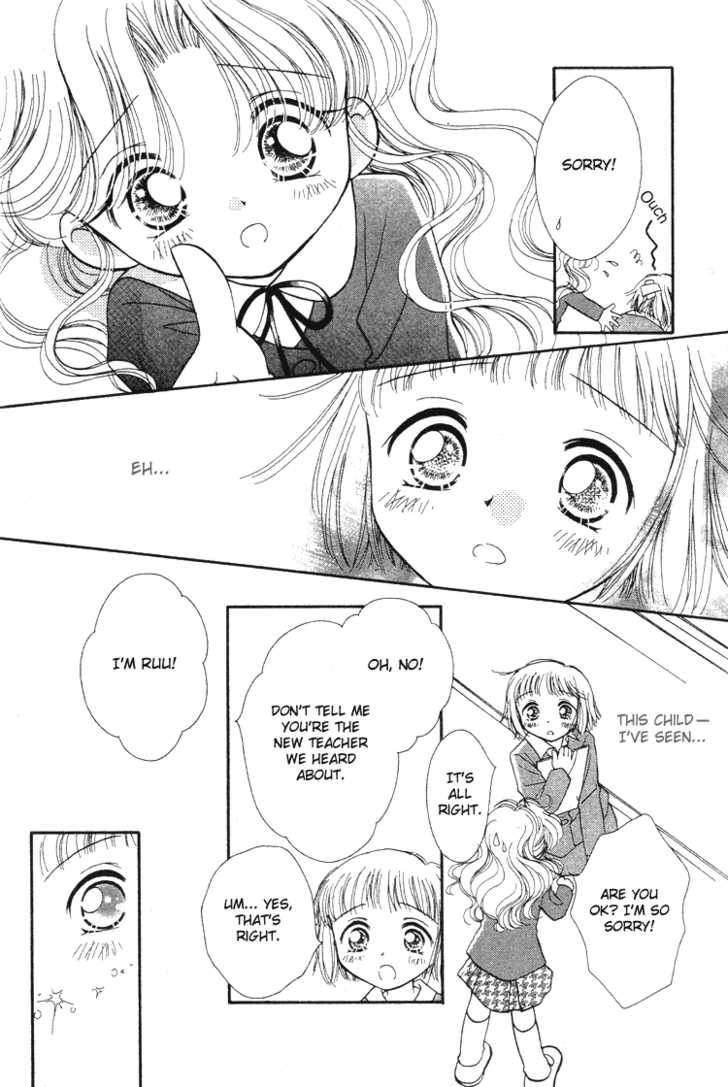 SORRY!
Ouch
EH...
THIS CHILD—
I'VE SEEN...
ARE YOU
OK? I'M SO
SORRY!
IT'S
ALL
RIGHT.
OH, NO!
DON'T TELL ME
YOU'RE THE
NEW TEACHER
WE HEARD
ABOUT.
UM... YES,
THAT'S
RIGHT.
I'M RUU!